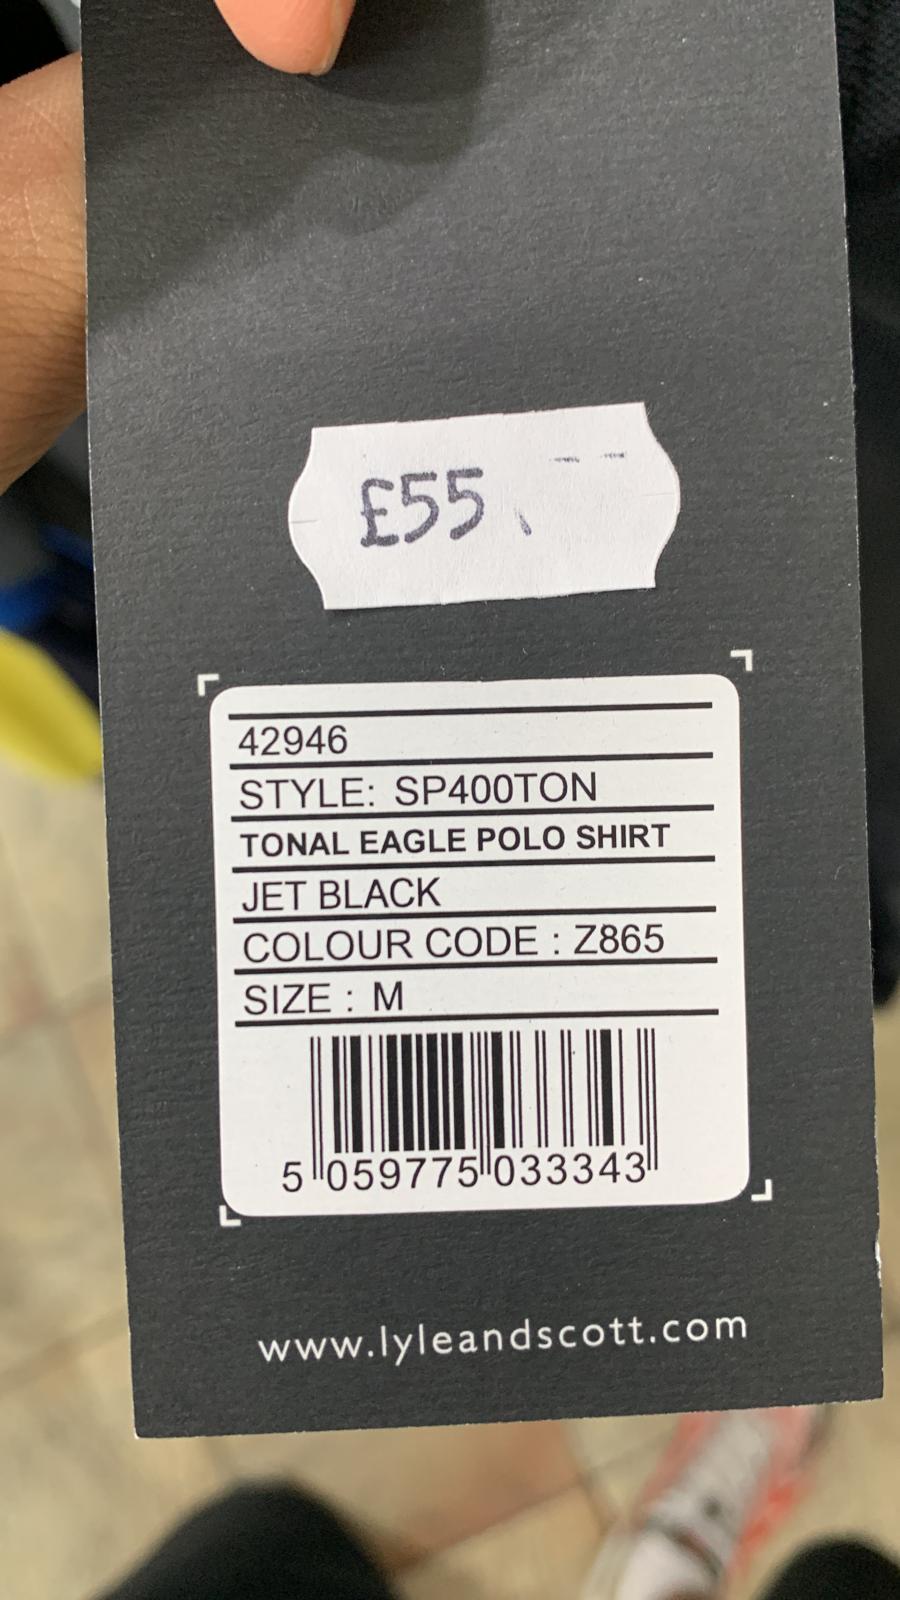 £55.
42946
STYLE: SP400TON
TONAL EAGLE POLO SHIRT
JET BLACK
COLOUR CODE : Z865
SIZE : M
5 059775 033343
www.lyleandscott.com